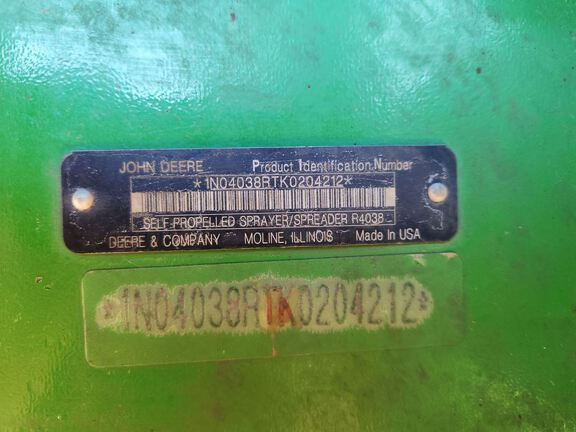 JOHN DEERE Product Identification Number
*1N04038RTK0204212*
SELF-PROPELLED SPRAYER/SPREADER R4038
DEERE & COMPANY MOLINE, ILLINOIS Made In USA
*1N04038RTK0204212*